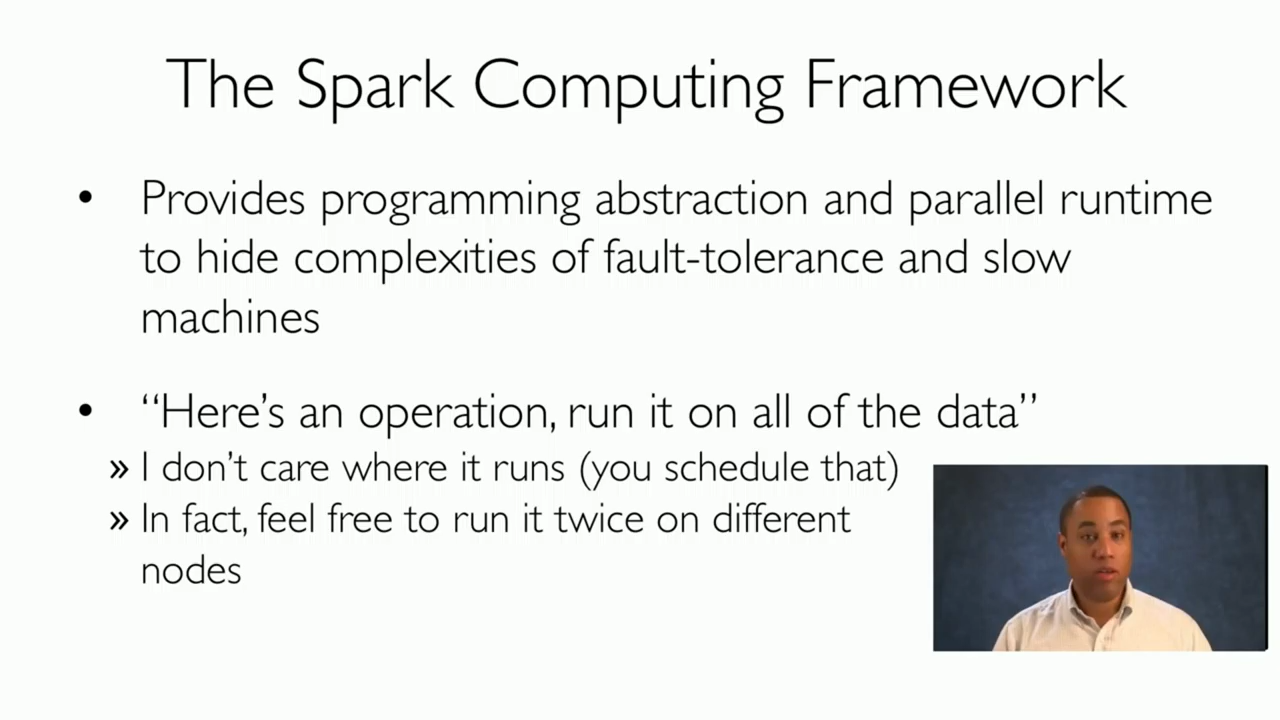 The Spark Computing Framework
• Provides programming abstraction and parallel runtime
to hide complexities of fault-tolerance and slow
machines
• “Here’s an operation, run it on all of the data”
» I don’t care where it runs (you schedule that)
» In fact, feel free to run it twice on different
nodes